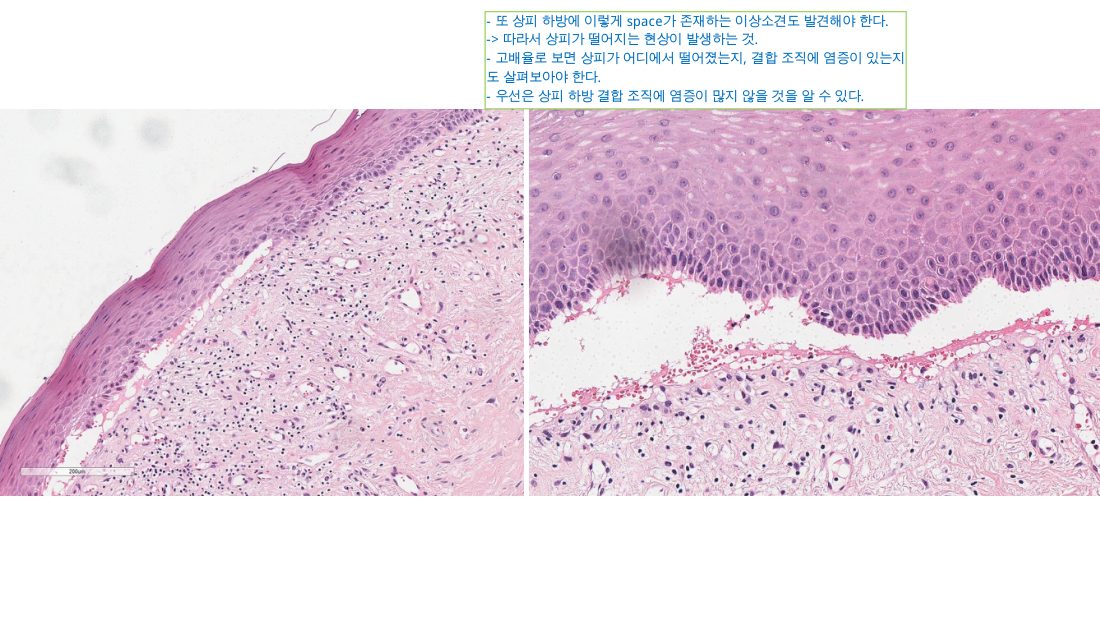 - 또 상피 하방에 이렇게 space가 존재하는 이상소견도 발견해야 한다.
-> 따라서 상피가 떨어지는 현상이 발생하는 것.
- 고배율로 보면 상피가 어디에서 떨어졌는지, 결합 조직에 염증이 있는지
도 살펴보아야 한다.
- 우선은 상피 하방 결합 조직에 염증이 많지 않을 것을 알 수 있다.
200um